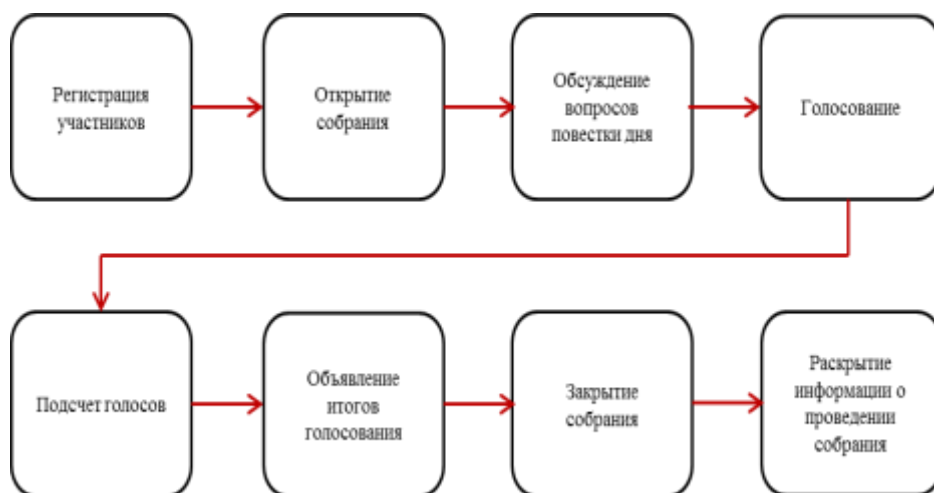 Регистрация
участников
Открытие
собрания
Обсуждение
вопросов
повестки дня
Голосование
Подсчет голосов
Объявление
итогов
голосования
Закрытие
собрания
Раскрытие
информации о
проведении
собрания